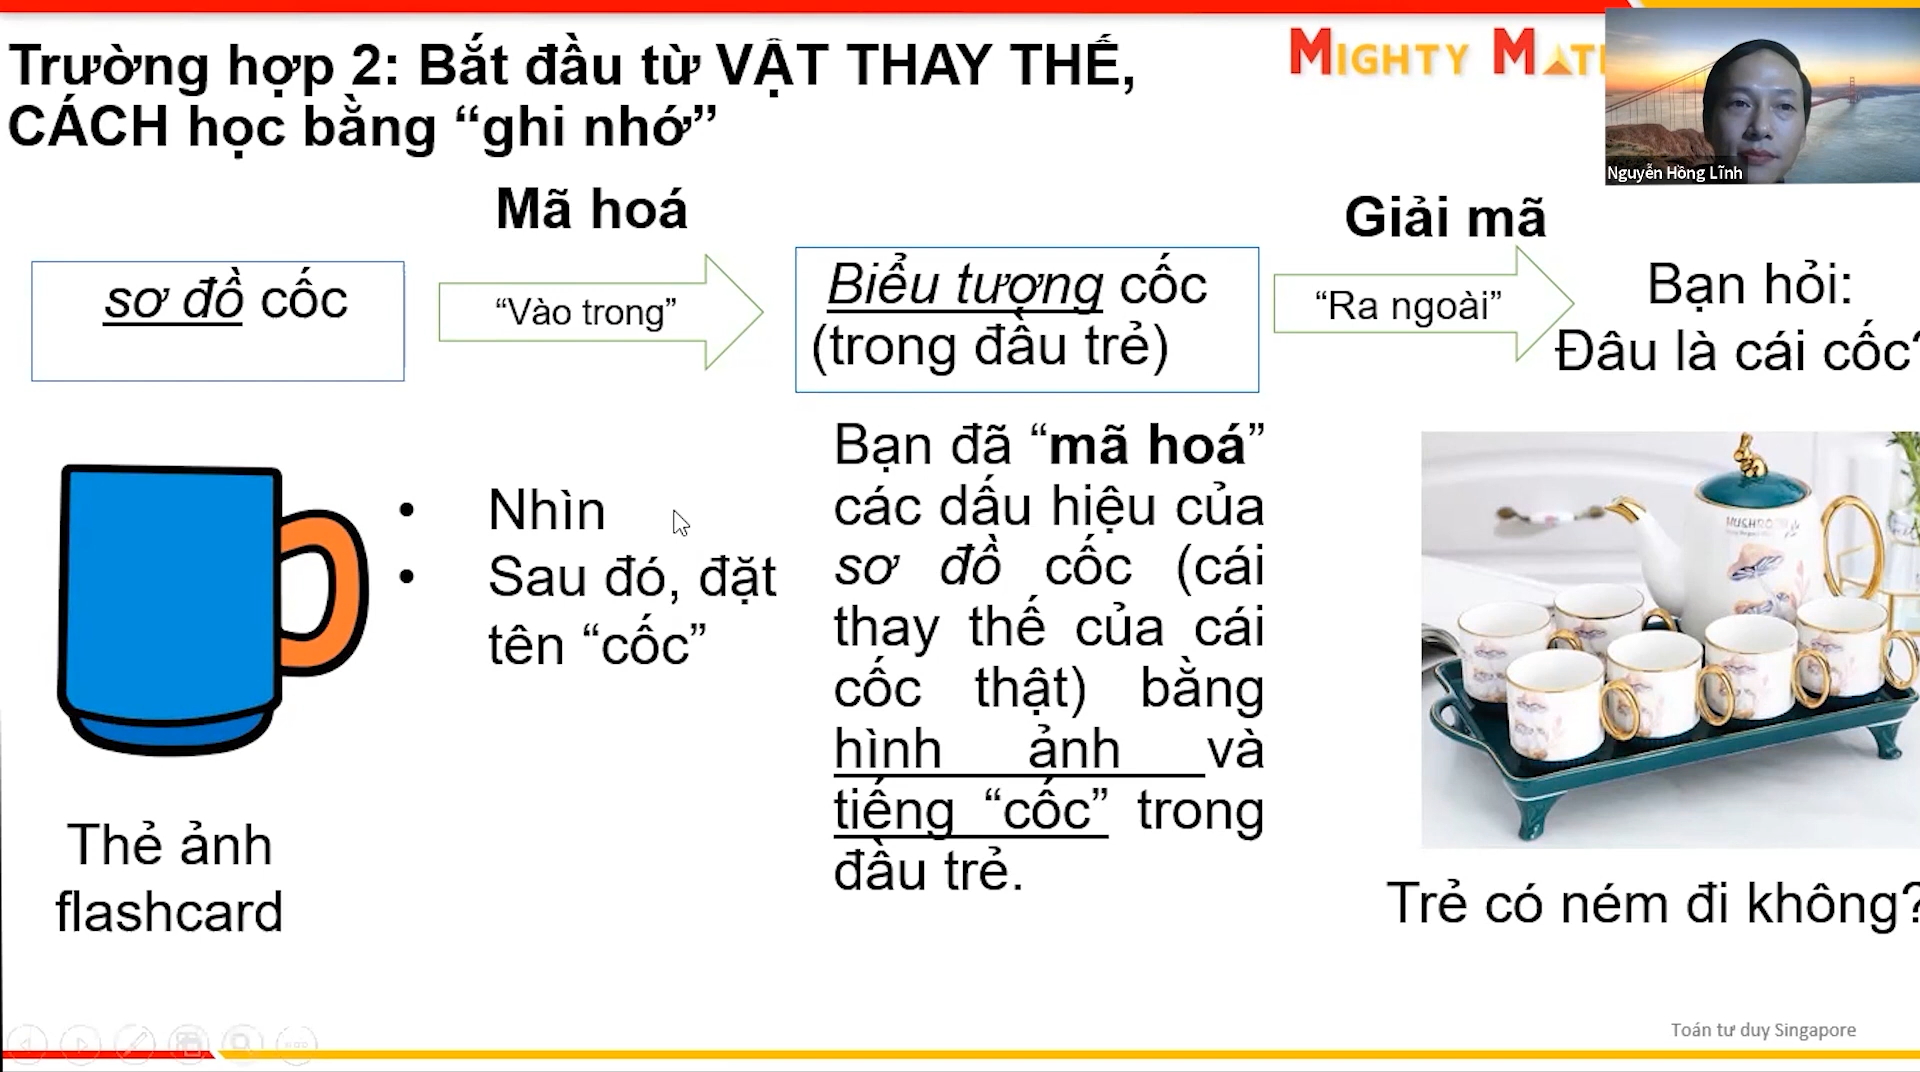 Trường hợp 2: Bắt đầu từ VẬT THAY THẾ,
CÁCH học bằng “ghi nhớ”
MIGHTY MAT
Nguyễn Hồng Lĩnh
Mã hoá
Giải mã
sơ đồ cốc
“Vào trong”
Biểu tượng cốc
(trong đầu trẻ)
“Ra ngoài”
Bạn hỏi:
Đâu là cái cốc?
• Nhìn
• Sau đó, đặt
tên “cốc”
Thẻ ảnh
flashcard
Bạn đã “mã hoá”
các dấu hiệu của
sơ đồ cốc (cái
thay thế của cái
cốc thật) bằng
hình ảnh và
tiếng “cốc” trong
đầu trẻ.
Trẻ có ném đi không?
Toán tư duy Singapore